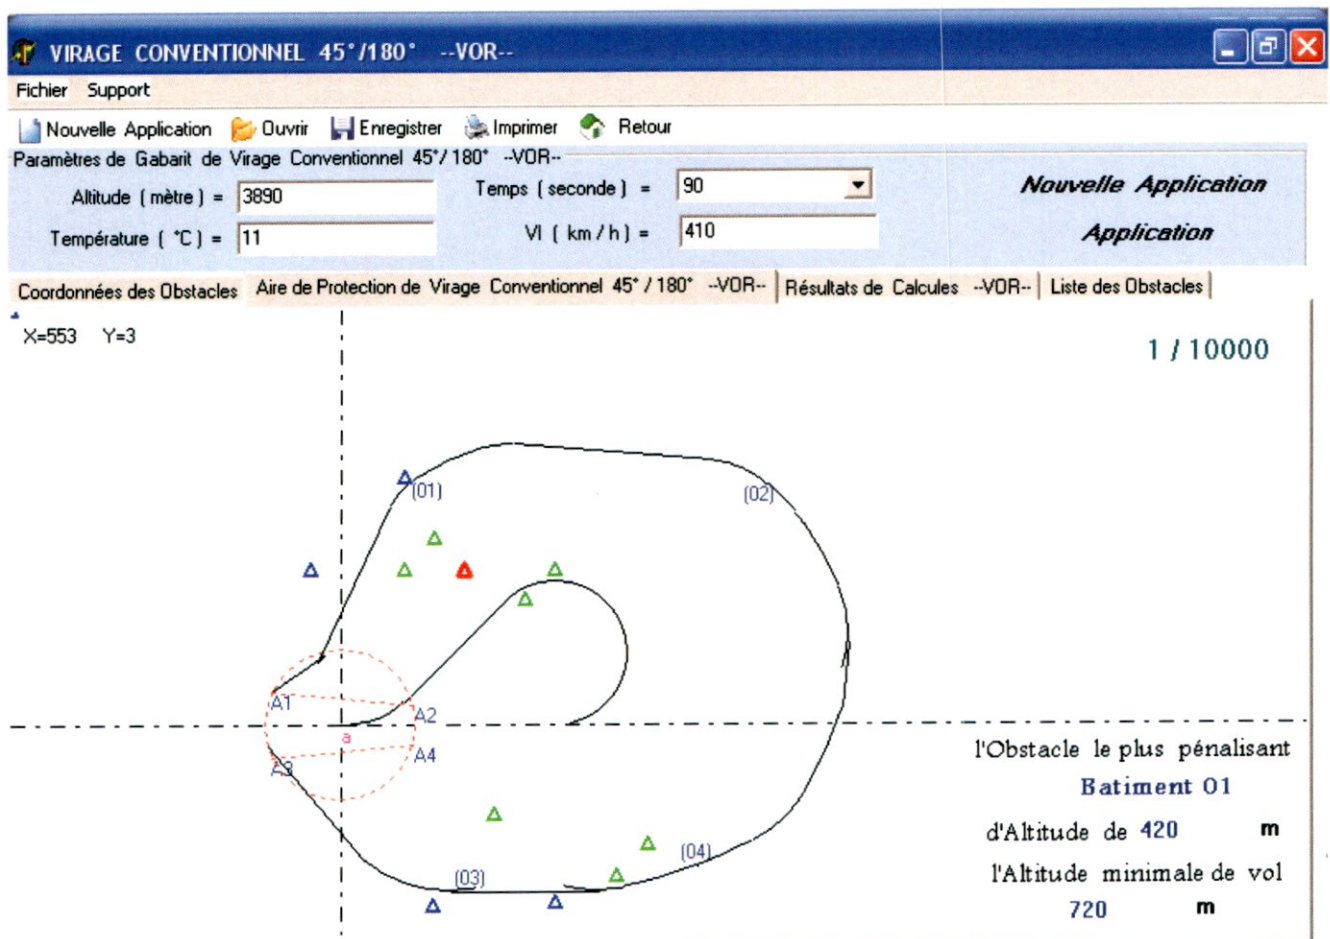 VIRAGE CONVENTIONNEL 45°/180° --VOR--
Fichier Support
Nouvelle Application Ouvrir Enregistrer Imprimer Retour
Paramètres de Gabarit de Virage Conventionnel 45°/180° --VOR--
Altitude ( mètre ) = 3890 Temps ( seconde ) = 90 Nouvelle Application
Température ( °C ) = 11 VI ( km / h ) = 410 Application
Coordonnées des Obstacles Aire de Protection de Virage Conventionnel 45° / 180° --VOR-- Résultats de Calcules --VOR-- Liste des Obstacles
X=553 Y=3
1 / 10000
(01)
(02)
A1
A2
a
A3
A4
(03)
(04)
l'Obstacle le plus pénalisant
Batiment 01
d'Altitude de 420 m
l'Altitude minimale de vol
720 m